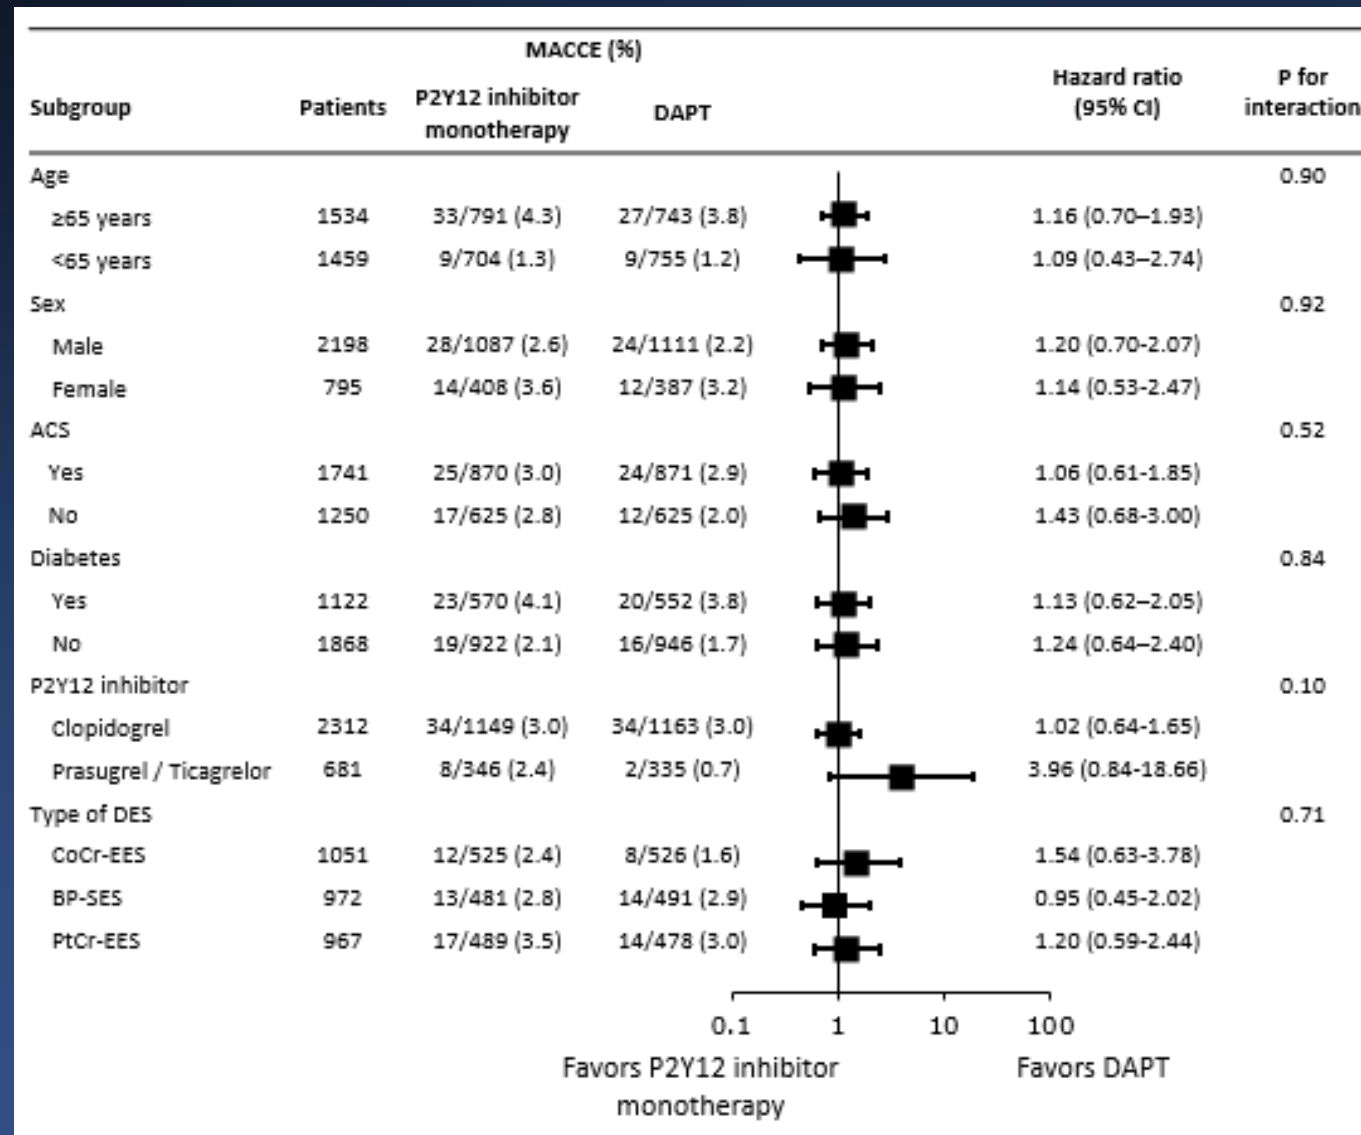 MACCE (%)
Subgroup Patients P2Y12 inhibitor monotherapy DAPT Hazard ratio (95% CI) P for interaction
Age 0.90
≥65 years 1534 33/791 (4.3) 27/743 (3.8) 1.16 (0.70–1.93)
<65 years 1459 9/704 (1.3) 9/755 (1.2) 1.09 (0.43–2.74)
Sex 0.92
Male 2198 28/1087 (2.6) 24/1111 (2.2) 1.20 (0.70-2.07)
Female 795 14/408 (3.6) 12/387 (3.2) 1.14 (0.53-2.47)
ACS 0.52
Yes 1741 25/870 (3.0) 24/871 (2.9) 1.06 (0.61-1.85)
No 1250 17/625 (2.8) 12/625 (2.0) 1.43 (0.68-3.00)
Diabetes 0.84
Yes 1122 23/570 (4.1) 20/552 (3.8) 1.13 (0.62–2.05)
No 1868 19/922 (2.1) 16/946 (1.7) 1.24 (0.64–2.40)
P2Y12 inhibitor 0.10
Clopidogrel 2312 34/1149 (3.0) 34/1163 (3.0) 1.02 (0.64-1.65)
Prasugrel / Ticagrelor 681 8/346 (2.4) 2/335 (0.7) 3.96 (0.84-18.66)
Type of DES 0.71
CoCr-EES 1051 12/525 (2.4) 8/526 (1.6) 1.54 (0.63-3.78)
BP-SES 972 13/481 (2.8) 14/491 (2.9) 0.95 (0.45-2.02)
PtCr-EES 967 17/489 (3.5) 14/478 (3.0) 1.20 (0.59-2.44)
0.1 1 10 100
Favors P2Y12 inhibitor Favors DAPT
monotherapy